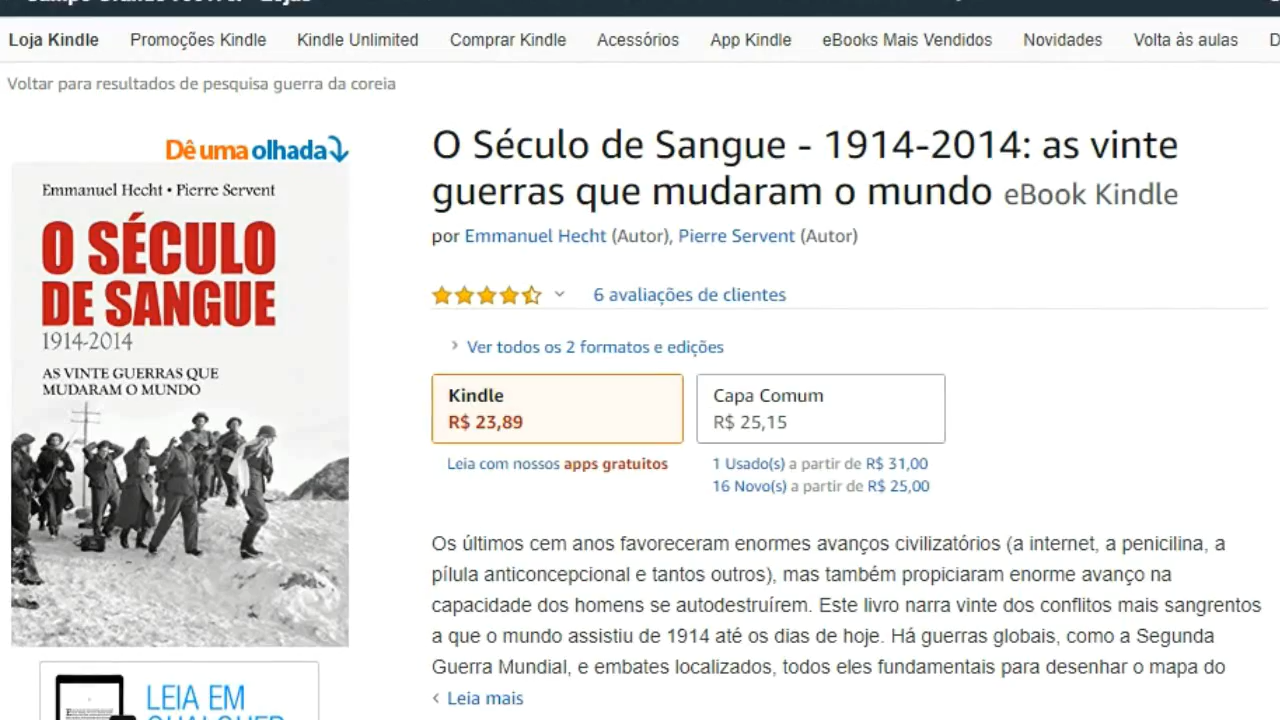 Loja Kindle Promoções Kindle Kindle Unlimited Comprar Kindle Acessórios App Kindle eBooks Mais Vendidos Novidades Volta às aulas
Voltar para resultados de pesquisa guerra da coreia
Dê uma olhada
Emmanuel Hecht • Pierre Servent
O SÉCULO
DE SANGUE
1914-2014
AS VINTE GUERRAS QUE
MUDARAM O MUNDO
LEIA EM
O Século de Sangue - 1914-2014: as vinte
guerras que mudaram o mundo eBook Kindle
por Emmanuel Hecht (Autor), Pierre Servent (Autor)
6 avaliações de clientes
Ver todos os 2 formatos e edições
Kindle
R$ 23,89
Capa Comum
R$ 25,15
Leia com nossos apps gratuitos
1 Usado(s) a partir de R$ 31,00
16 Novo(s) a partir de R$ 25,00
Os últimos cem anos favoreceram enormes avanços civilizatórios (a internet, a penicilina, a
pílula anticoncepcional e tantos outros), mas também propiciaram enorme avanço na
capacidade dos homens se autodestruírem. Este livro narra vinte dos conflitos mais sangrentos
a que o mundo assistiu de 1914 até os dias de hoje. Há guerras globais, como a Segunda
Guerra Mundial, e embates localizados, todos eles fundamentais para desenhar o mapa do
Leia mais